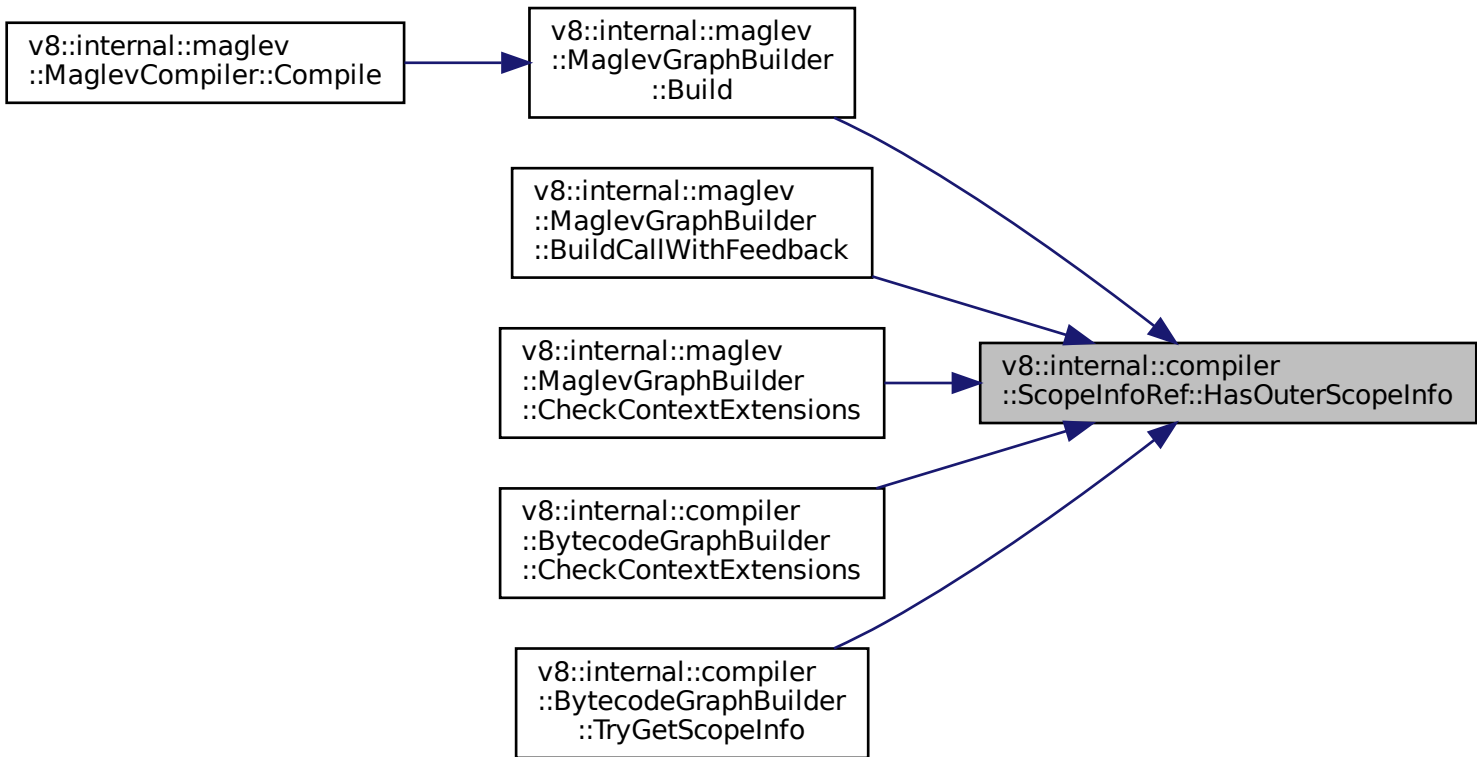 v8::internal::maglev
::MaglevCompiler::Compile
v8::internal::maglev
::MaglevGraphBuilder
::Build
v8::internal::maglev
::MaglevGraphBuilder
::BuildCallWithFeedback
v8::internal::maglev
::MaglevGraphBuilder
::CheckContextExtensions
v8::internal::compiler
::ScopeInfoRef::HasOuterScopeInfo
v8::internal::compiler
::BytecodeGraphBuilder
::CheckContextExtensions
v8::internal::compiler
::BytecodeGraphBuilder
::TryGetScopeInfo